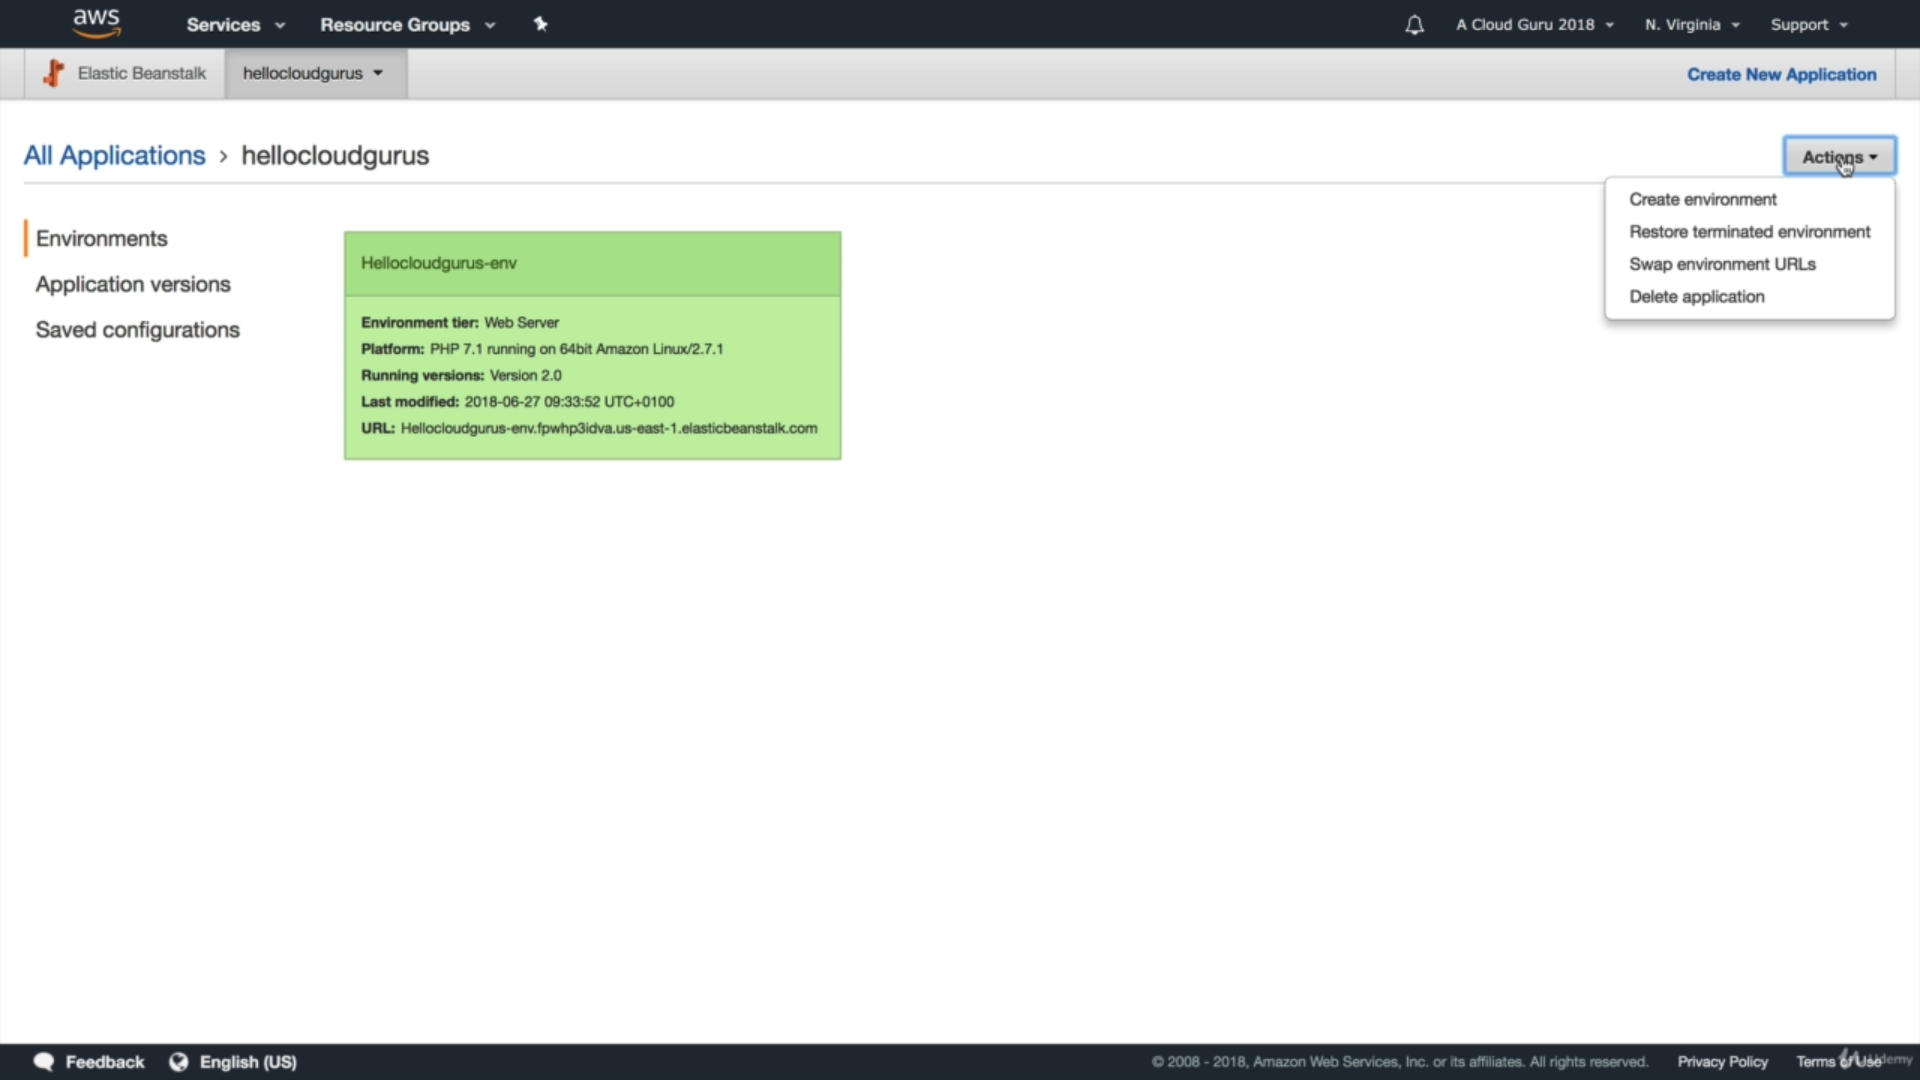 aws
Services
Resource Groups
A Cloud Guru 2018
N. Virginia
Support
Elastic Beanstalk
hellocloudgurus
Create New Application
All Applications › hellocloudgurus
Actions
Create environment
Restore terminated environment
Swap environment URLs
Delete application
Environments
Application versions
Saved configurations
Hellocloudgurus-env
Environment tier: Web Server
Platform: PHP 7.1 running on 64bit Amazon Linux/2.7.1
Running versions: Version 2.0
Last modified: 2018-06-27 09:33:52 UTC+0100
URL: Hellocloudgurus-env.fpwhp3idva.us-east-1.elasticbeanstalk.com
Feedback
English (US)
© 2008 - 2018, Amazon Web Services, Inc. or its affiliates. All rights reserved.
Privacy Policy
Terms of Use
Udemy